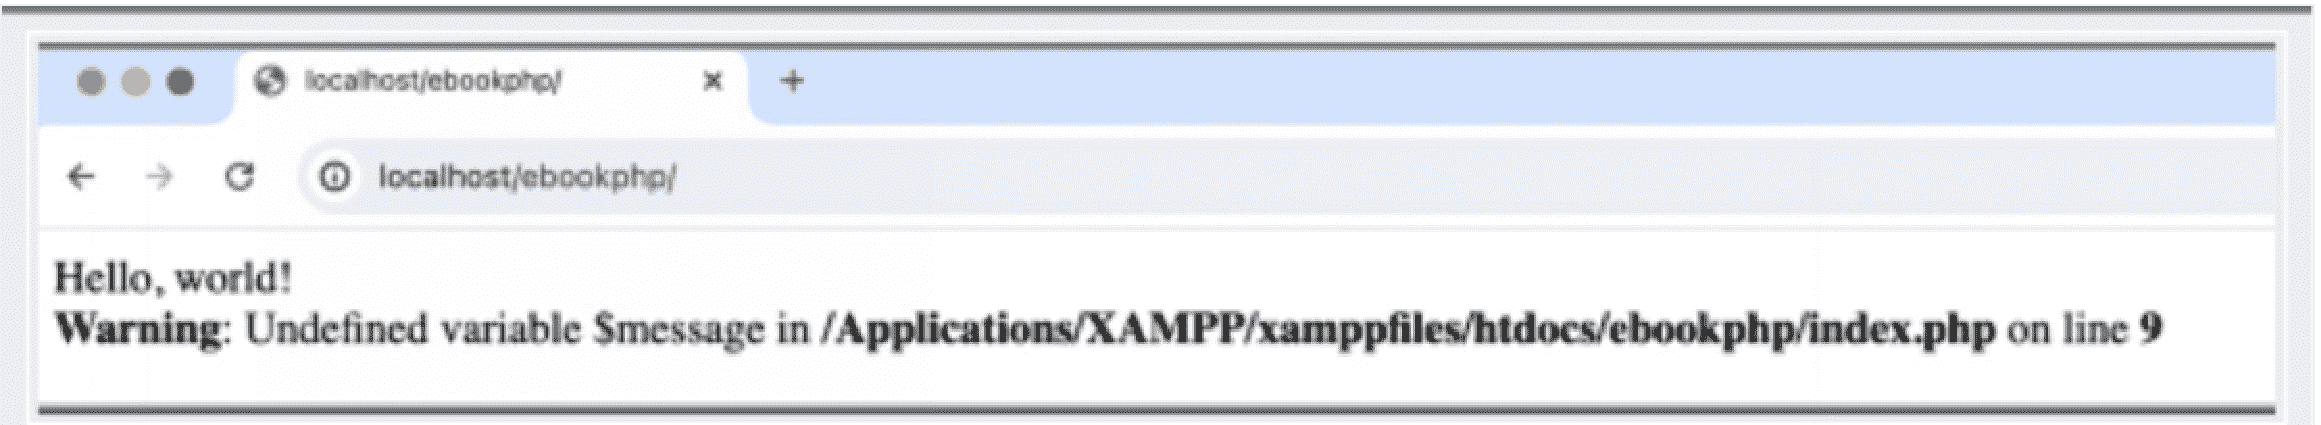 localhost/ebookphp/
localhost/ebookphp/
Hello, world!
Warning: Undefined variable $message in /Applications/XAMPP/xamppfiles/htdocs/ebookphp/index.php on line 9